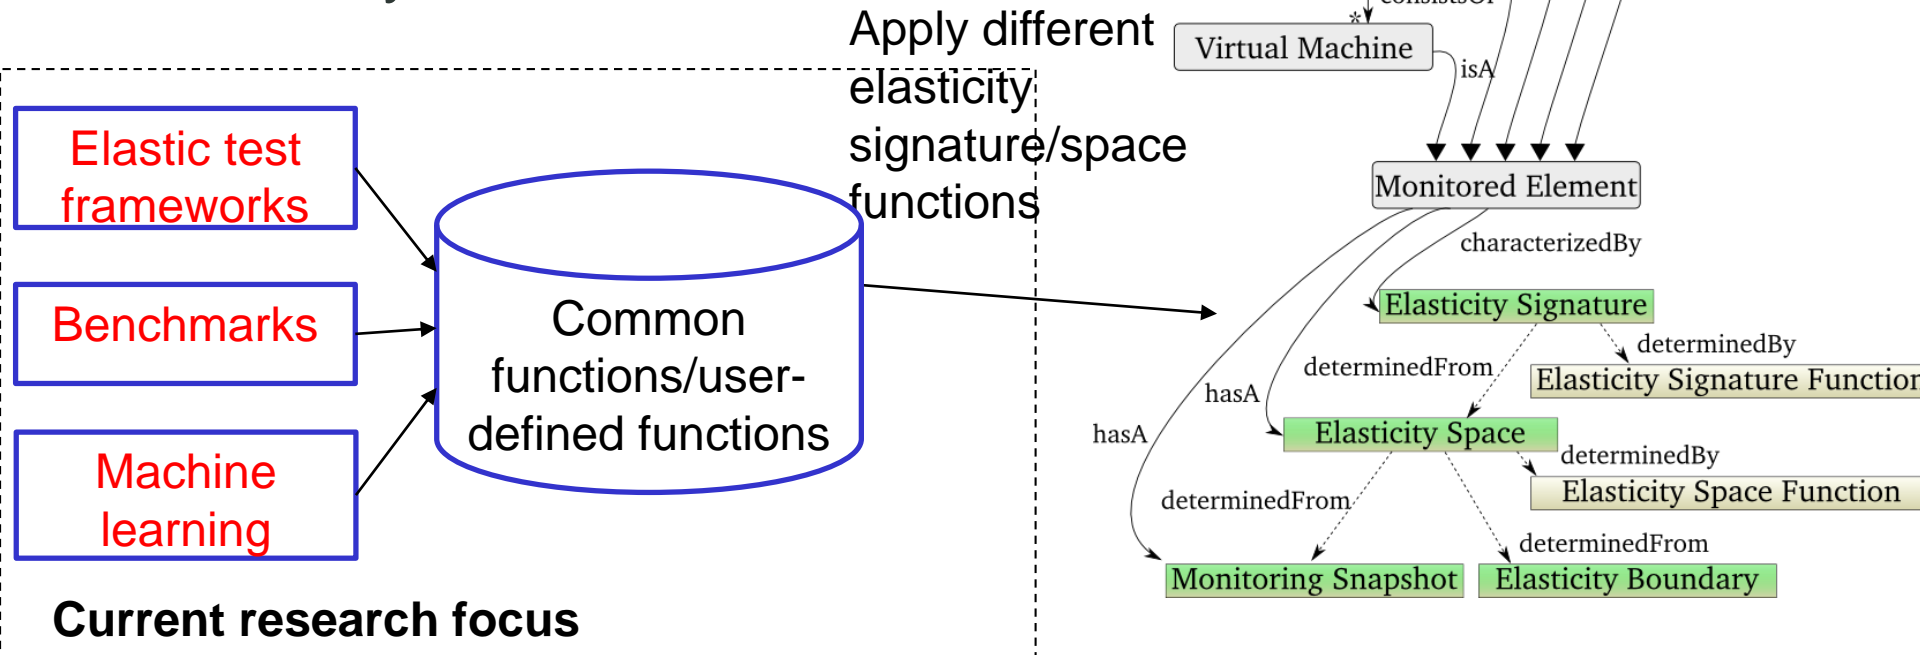 Apply different
elasticity
signature/space
functions
Elastic test
frameworks
Benchmarks
Machine
learning
Common
functions/user-
defined functions
Current research focus
*
Virtual Machine
isA
Monitored Element
characterizedBy
Elasticity Signature
determinedBy
determinedFrom
Elasticity Signature Function
hasA
Elasticity Space
hasA
determinedBy
Elasticity Space Function
determinedFrom
determinedFrom
Monitoring Snapshot
Elasticity Boundary